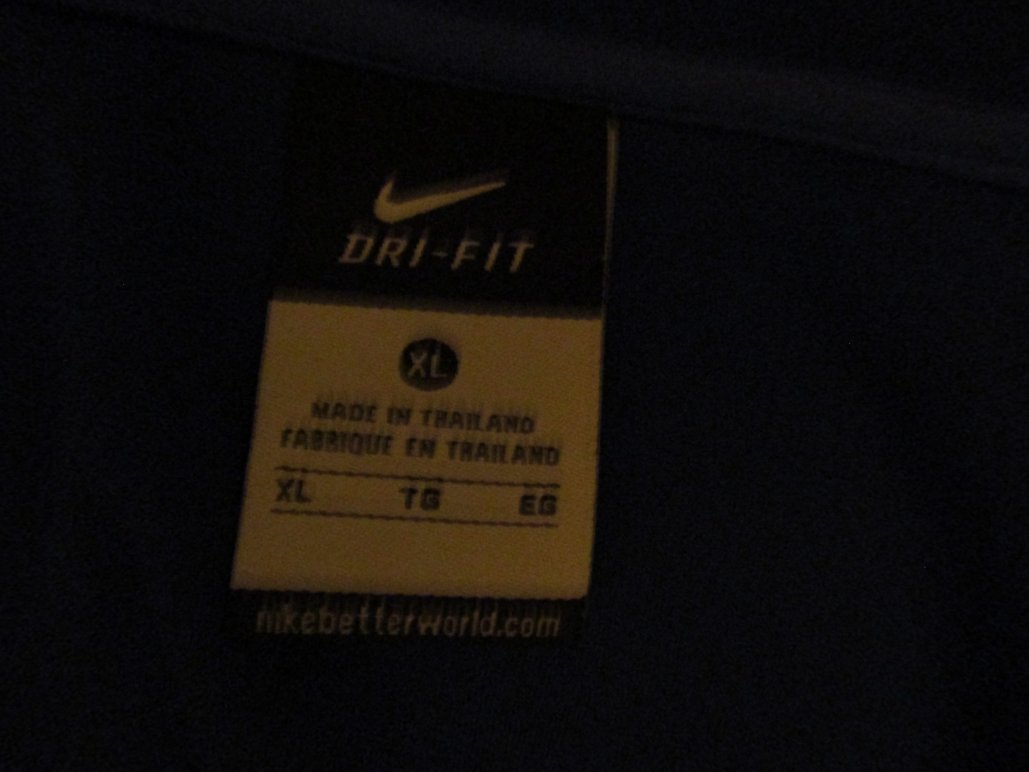 DRI-FIT
XL
MADE IN THAILAND
FABRIQUE EN THAILAND
XL TG EG
nikebetterworld.com